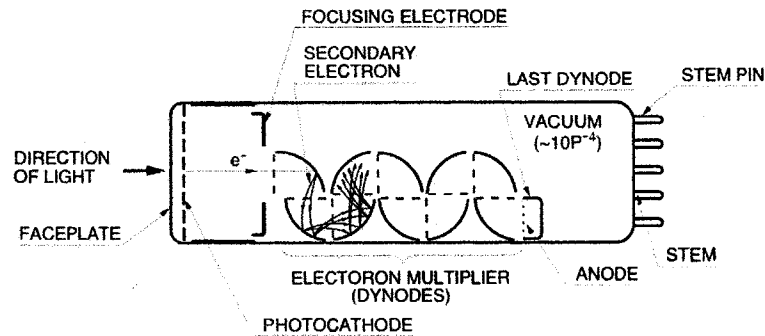 FOCUSING ELECTRODE
SECONDARY
ELECTRON
LAST DYNODE
STEM PIN
VACUUM
(~10P⁻⁴)
DIRECTION
OF LIGHT
e⁻
FACEPLATE
STEM
ELECTORON MULTIPLIER
(DYNODES)
ANODE
PHOTOCATHODE